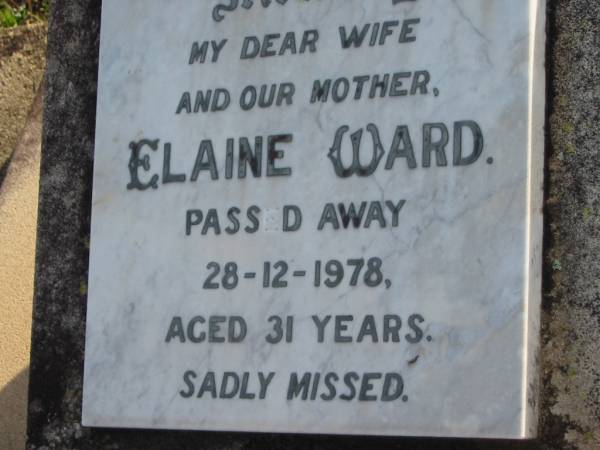 MY DEAR WIFE
AND OUR MOTHER,
ELAINE WARD.
PASS D AWAY
28-12-1978,
AGED 31 YEARS.
SADLY MISSED.